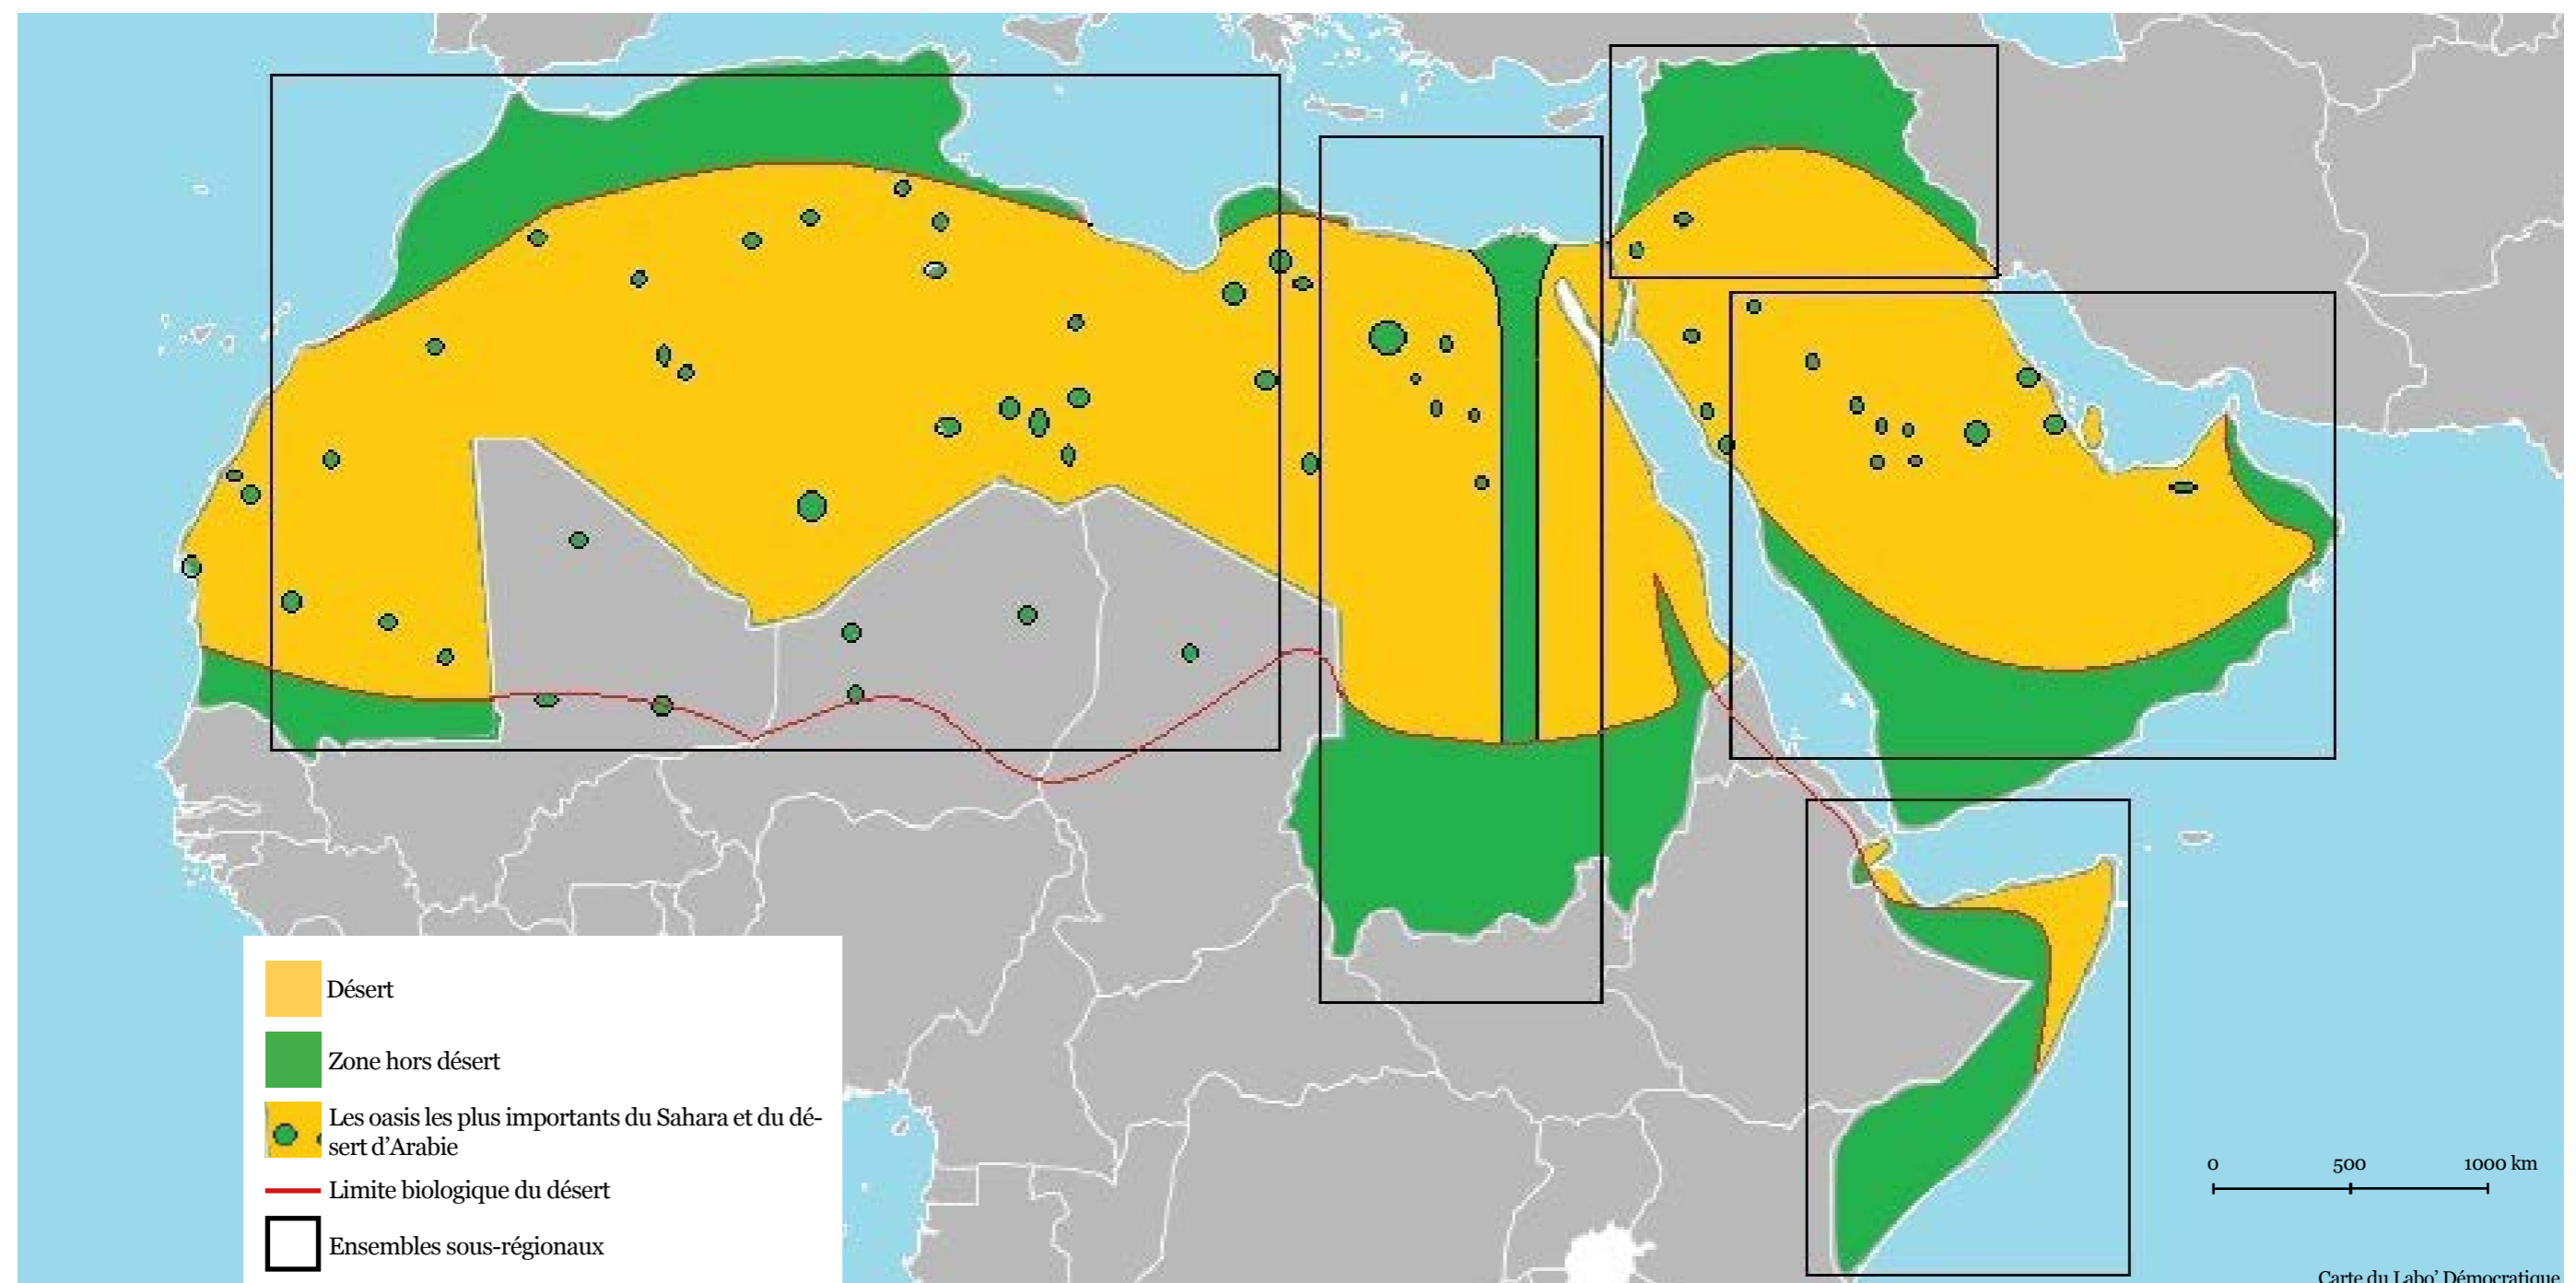 Désert
Zone hors désert
Les oasis les plus importants du Sahara et du dé-
sert d’Arabie
Limite biologique du désert
Ensembles sous-régionaux
0 500 1000 km
Carte du Labo’ Démocratique